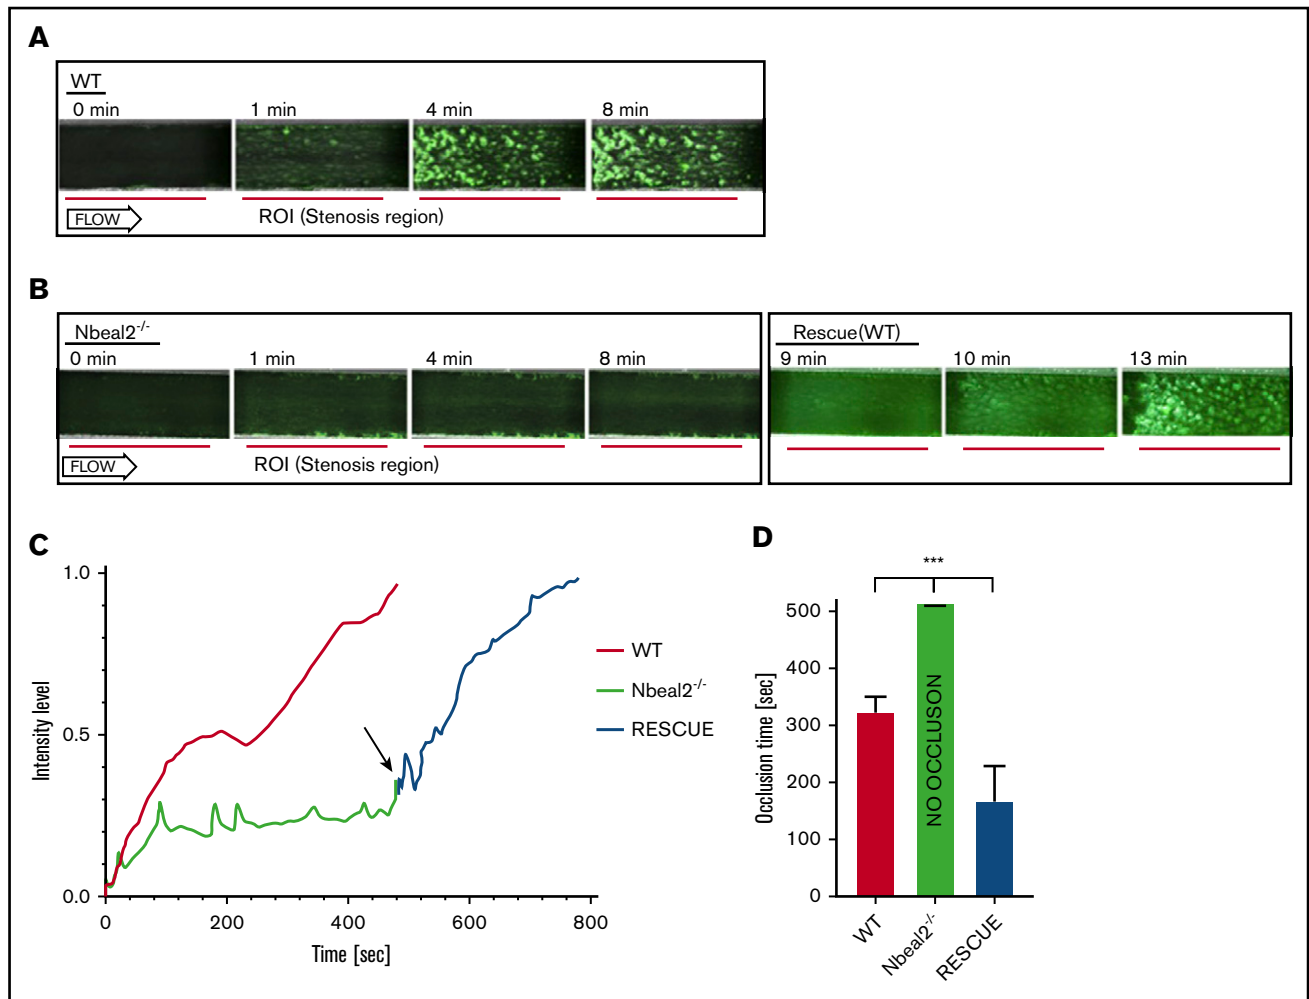 A
WT
0 min 1 min 4 min 8 min
FLOW ROI (Stenosis region)
B
Nbeal2-/-
0 min 1 min 4 min 8 min
FLOW ROI (Stenosis region)
Rescue(WT)
9 min 10 min 13 min
C
1.0
0.5
0.0
Intensity level
0 200 400 600 800
Time [sec]
WT
Nbeal2-/-
RESCUE
D
***
500
400
300
200
100
0
Occlusion time [sec]
NO OCCLUSON
WT
Nbeal2-/-
RESCUE